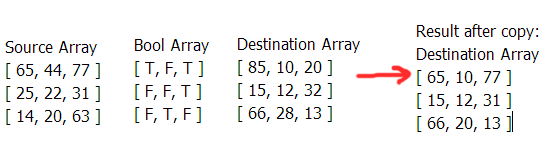 Source Array
[ 65, 44, 77 ]
[ 25, 22, 31 ]
[ 14, 20, 63 ]
Bool Array
[ T, F, T ]
[ F, F, T ]
[ F, T, F ]
Destination Array
[ 85, 10, 20 ]
[ 15, 12, 32 ]
[ 66, 28, 13 ]
Result after copy:
Destination Array
[ 65, 10, 77 ]
[ 15, 12, 31 ]
[ 66, 20, 13 ]